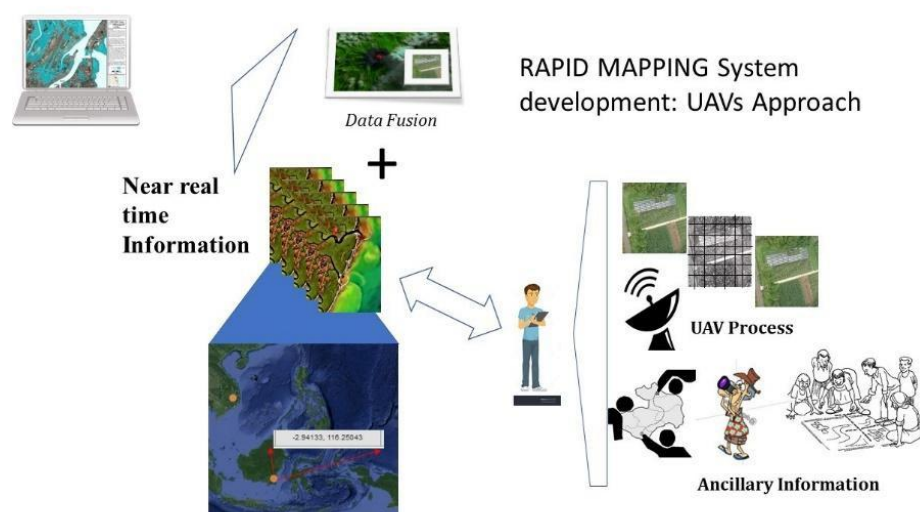 RAPID MAPPING System
development: UAVs Approach
Data Fusion
+
Near real
time
Information
UAV Process
-2.94133, 116.25043
Ancillary Information